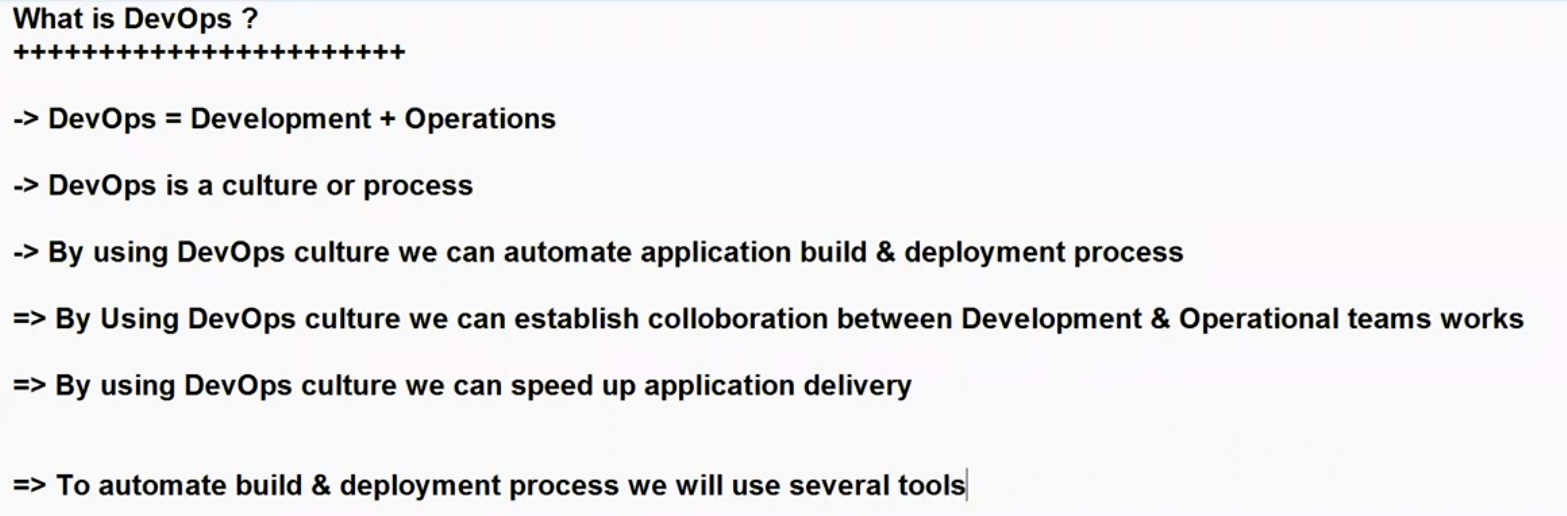 What is DevOps ?
+++++++++++++++++++++++
-> DevOps = Development + Operations
-> DevOps is a culture or process
-> By using DevOps culture we can automate application build & deployment process
=> By Using DevOps culture we can establish colloboration between Development & Operational teams works
=> By using DevOps culture we can speed up application delivery
=> To automate build & deployment process we will use several tools